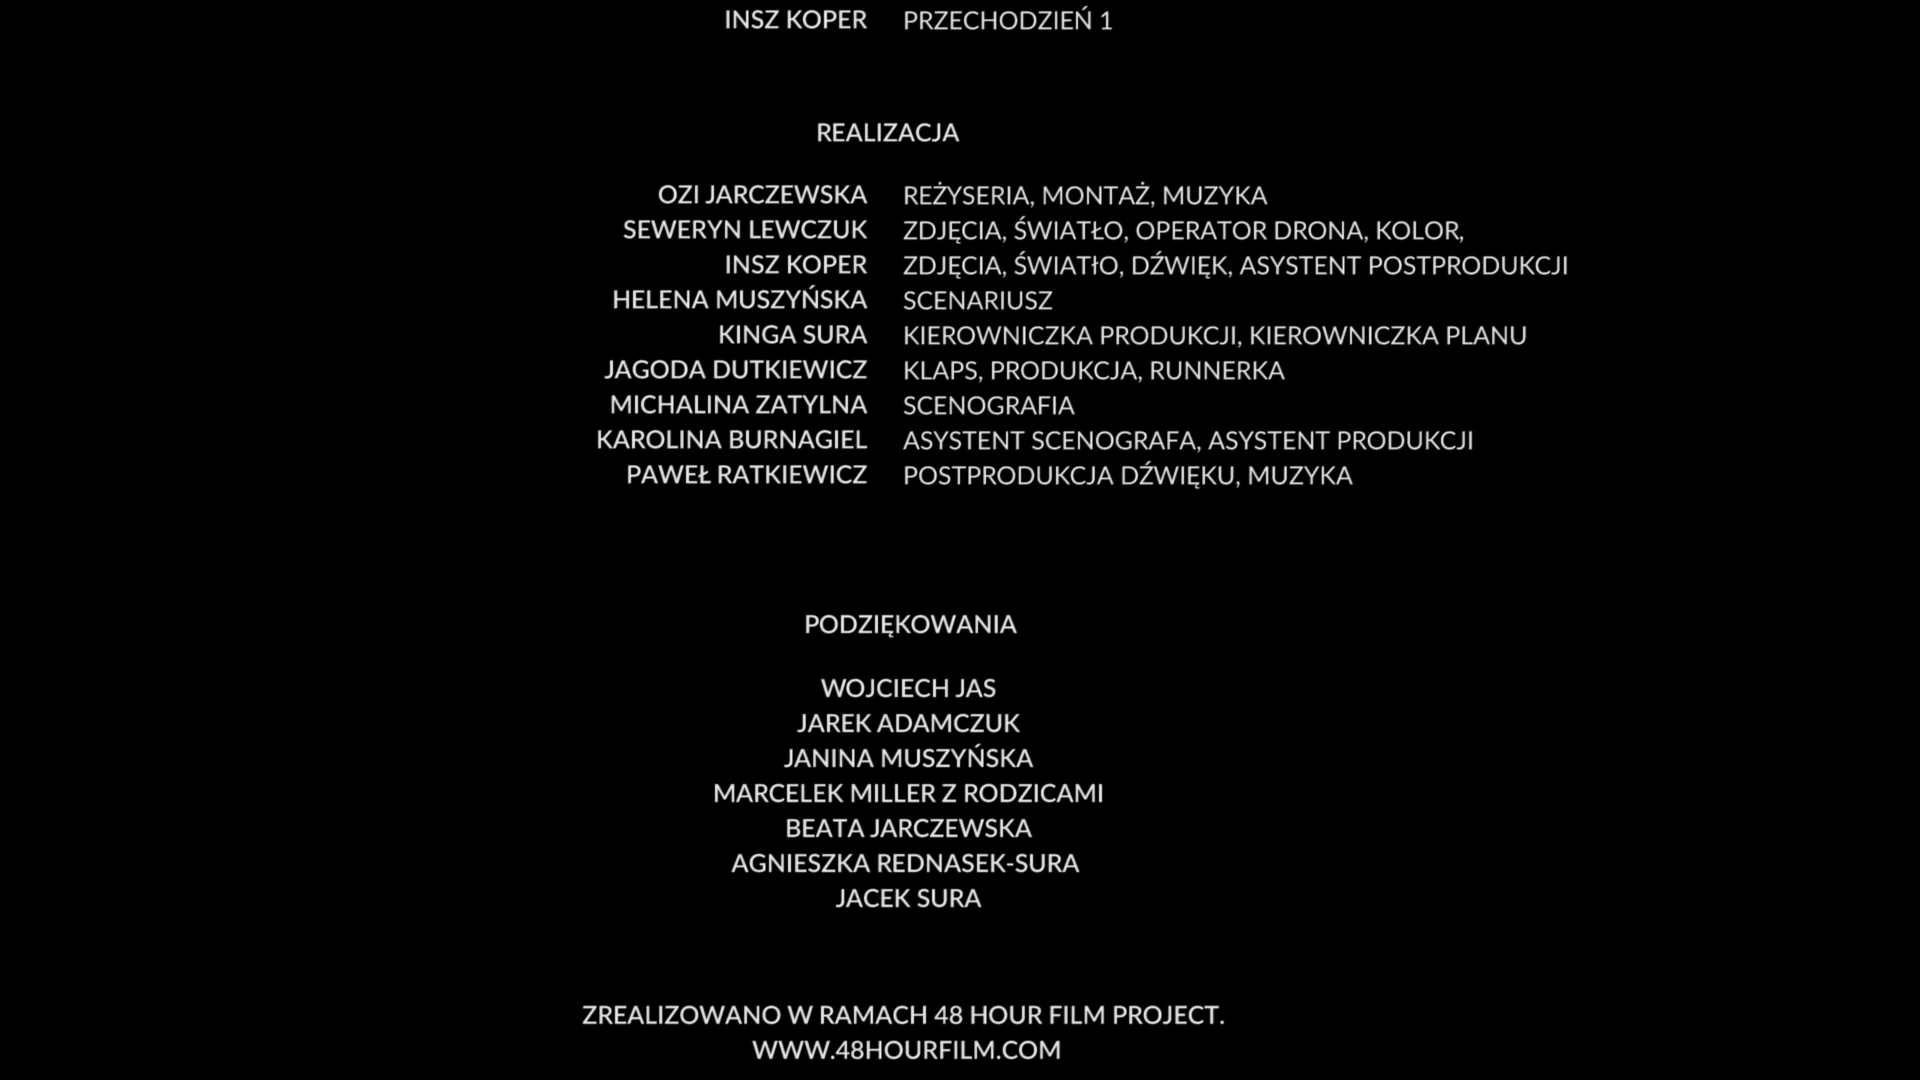 INSZ KOPER PRZECHODZIEŃ 1
REALIZACJA
OZI JARCZEWSKA REŻYSERIA, MONTAŻ, MUZYKA
SEWERYN LEWCZUK ZDJĘCIA, ŚWIATŁO, OPERATOR DRONA, KOLOR,
INSZ KOPER ZDJĘCIA, ŚWIATłO, DŹWIĘK, ASYSTENT POSTPRODUKCJI
HELENA MUSZYŃSKA SCENARIUSZ
KINGA SURA KIEROWNICZKA PRODUKCJI, KIEROWNICZKA PLANU
JAGODA DUTKIEWICZ KLAPS, PRODUKCJA, RUNNERKA
MICHALINA ZATYLNA SCENOGRAFIA
KAROLINA BURNAGIEL ASYSTENT SCENOGRAFA, ASYSTENT PRODUKCJI
PAWEŁ RATKIEWICZ POSTPRODUKCJA DŹWIĘKU, MUZYKA
PODZIĘKOWANIA
WOJCIECH JAS
JAREK ADAMCZUK
JANINA MUSZYŃSKA
MARCELEK MILLER Z RODZICAMI
BEATA JARCZEWSKA
AGNIESZKA REDNASEK-SURA
JACEK SURA
ZREALIZOWANO W RAMACH 48 HOUR FILM PROJECT.
WWW.48HOURFILM.COM